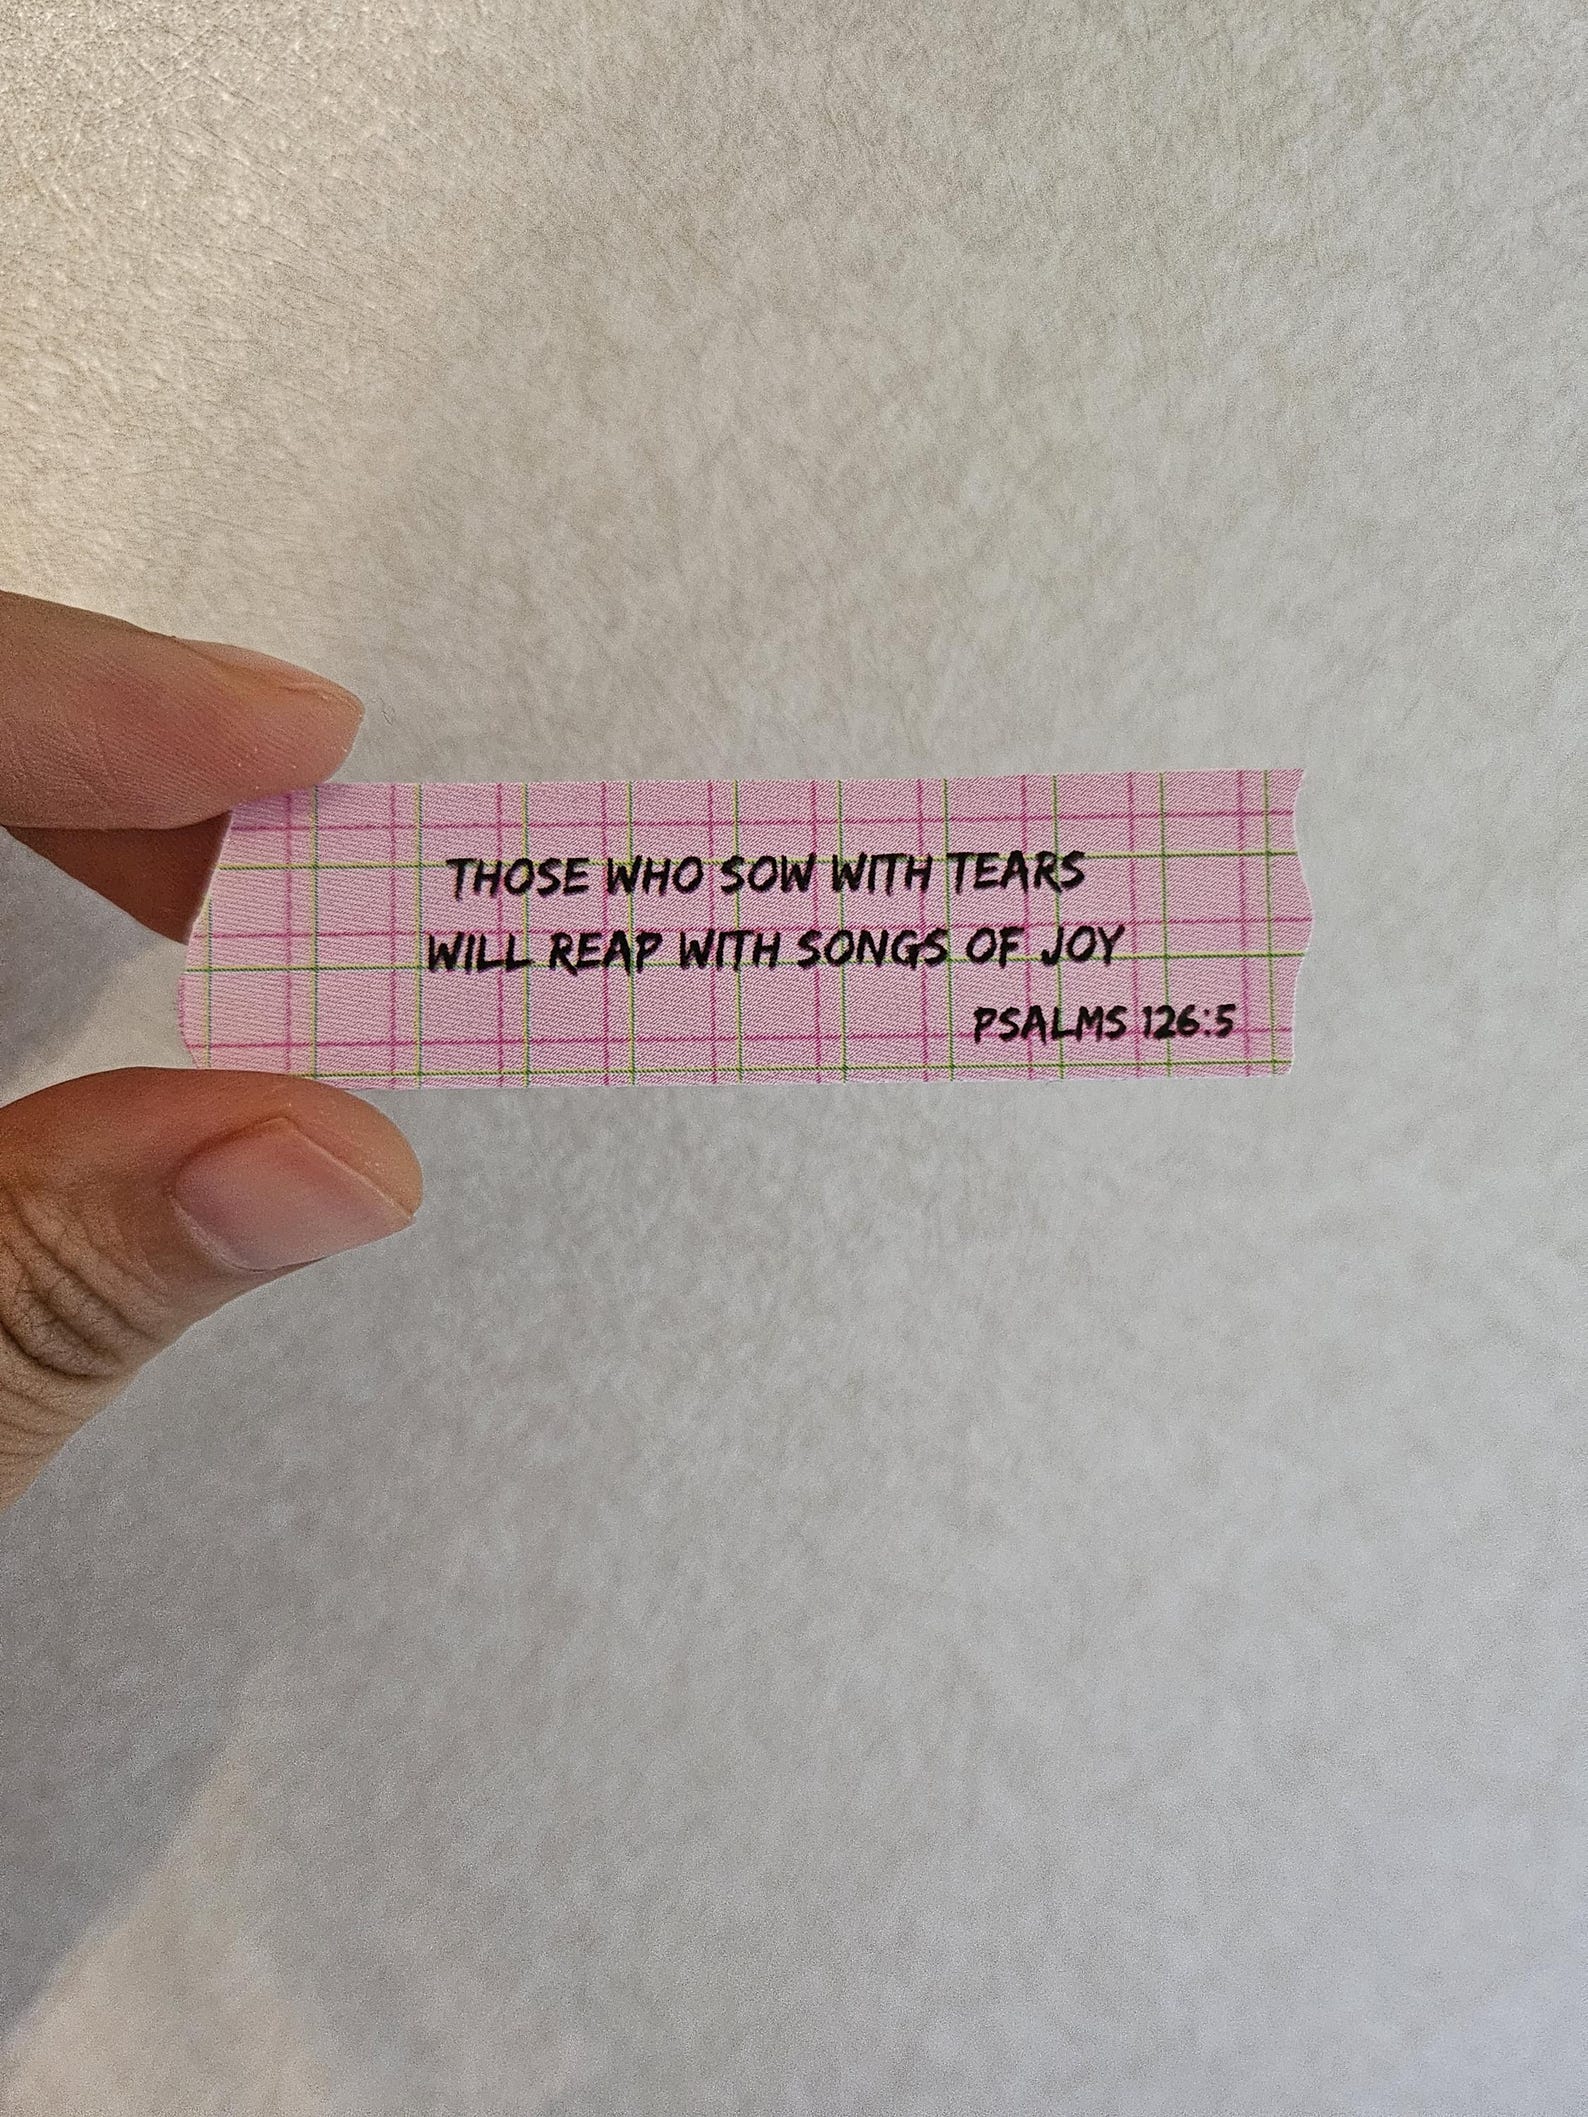 THOSE WHO SOW WITH TEARS
WILL REAP WITH SONGS OF JOY
PSALMS 126:5